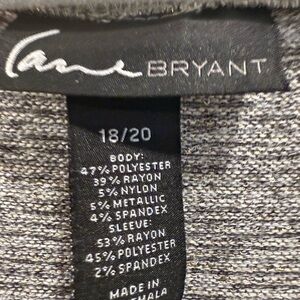 Lane BRYANT
18/20
BODY:
47% POLYESTER
39% RAYON
5% NYLON
5% METALLIC
4% SPANDEX
SLEEVE:
53% RAYON
45% POLYESTER
2% SPANDEX
MADE IN